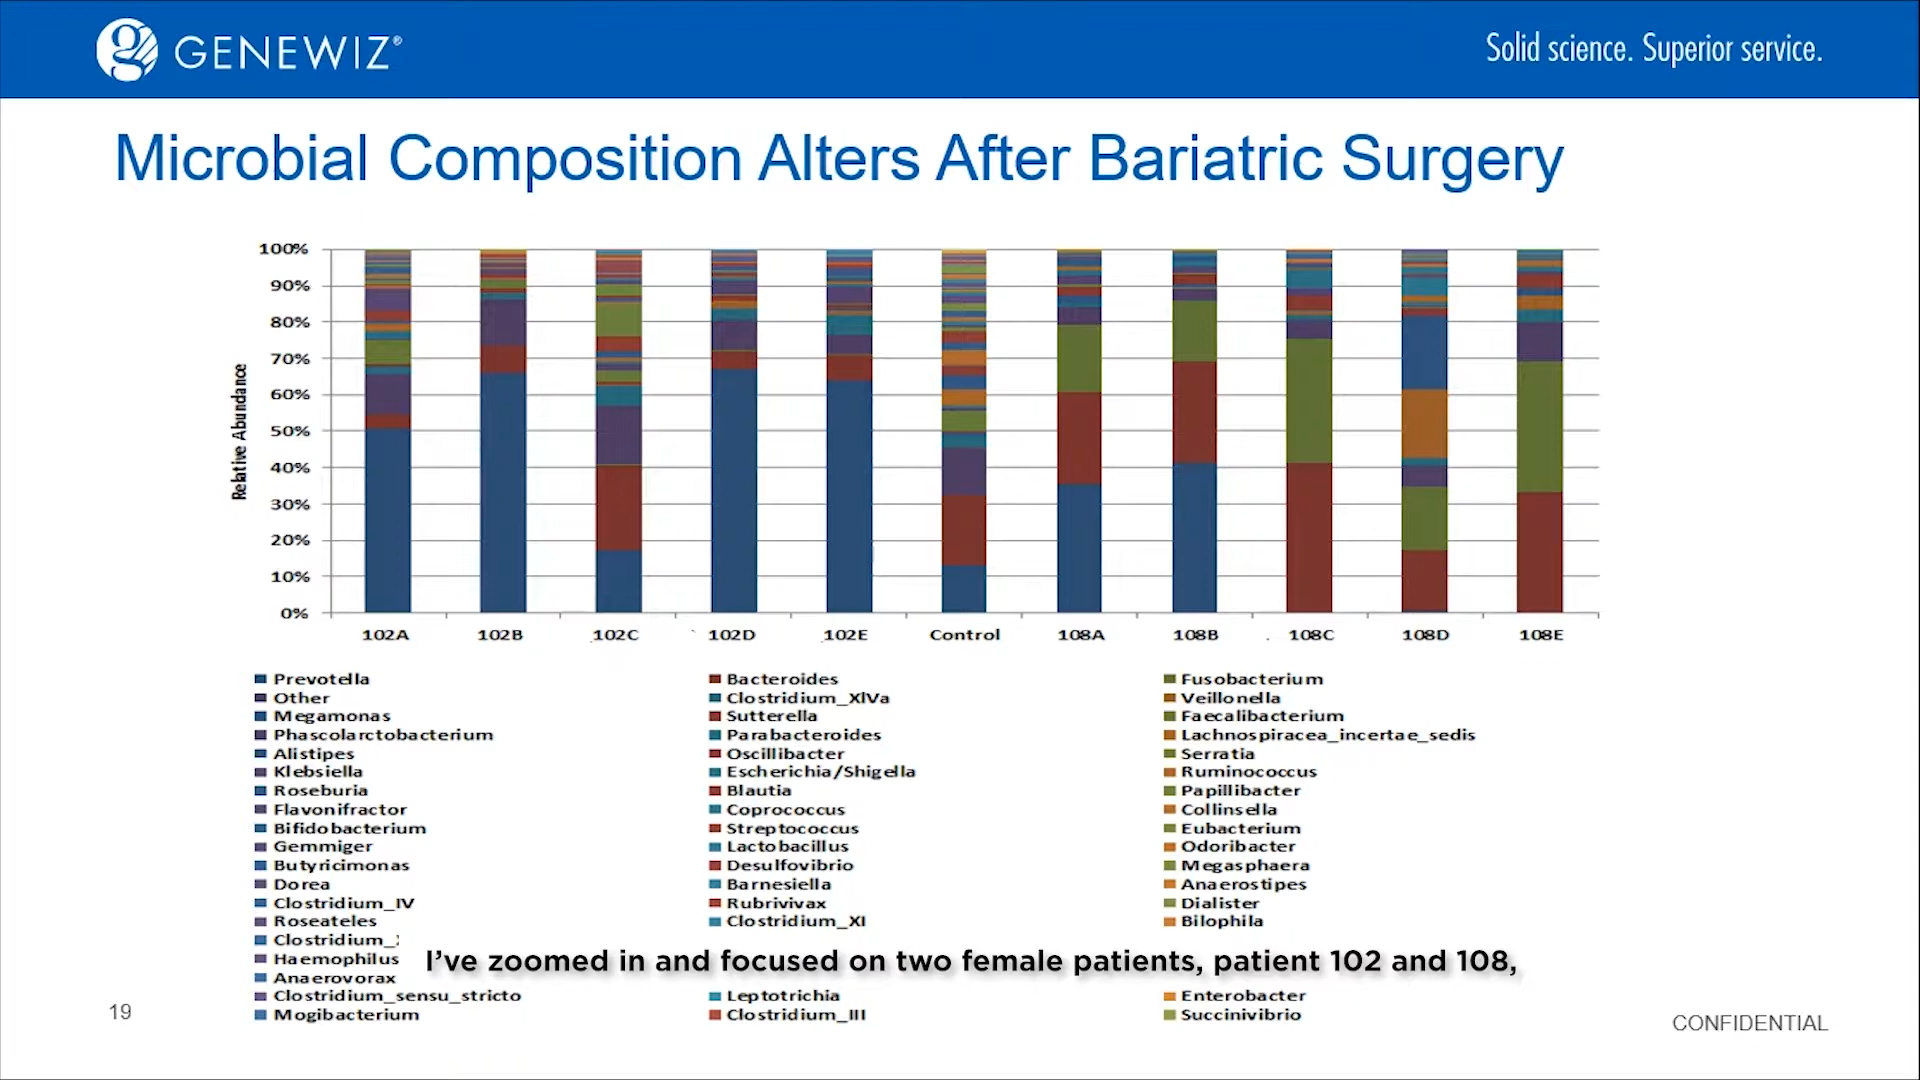 GENEWIZ®
Solid science. Superior service.
Microbial Composition Alters After Bariatric Surgery
Relative Abundance
100%
90%
80%
70%
60%
50%
40%
30%
20%
10%
0%
102A 102B 102C 102D 102E Control 108A 108B 108C 108D 108E
Prevotella Bacteroides Fusobacterium
Other Clostridium_XlVa Veillonella
Megamonas Sutterella Faecalibacterium
Phascolarctobacterium Parabacteroides Lachnospiracea_incertae_sedis
Alistipes Oscillibacter Serratia
Klebsiella Escherichia/Shigella Ruminococcus
Roseburia Blautia Papillibacter
Flavonifractor Coprococcus Collinsella
Bifidobacterium Streptococcus Eubacterium
Gemmiger Lactobacillus Odoribacter
Butyricimonas Desulfovibrio Megasphaera
Dorea Barnesiella Anaerostipes
Clostridium_IV Rubrivivax Dialister
Roseateles Clostridium_XI Bilophila
Clostridium_
Haemophilus
I've zoomed in and focused on two female patients, patient 102 and 108,
Anaerovorax
Clostridium_sensu_stricto Leptotrichia Enterobacter
Mogibacterium Clostridium_III Succinivibrio
19
CONFIDENTIAL